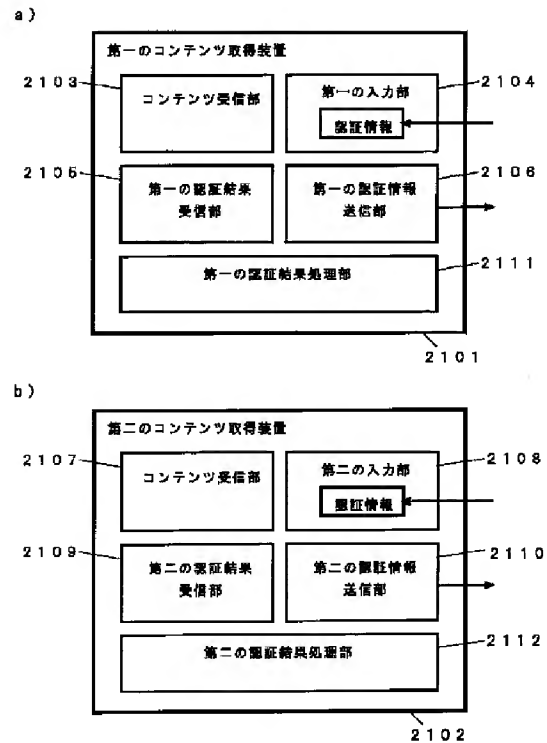 a)
第一のコンテンツ取得装置
2103
コンテンツ受信部
第一の入力部
認証情報
2104
2105
第一の認証結果
受信部
第一の認証情報
送信部
2106
第一の認証結果処理部
2111
2101
b)
第二のコンテンツ取得装置
2107
コンテンツ受信部
第二の入力部
認証情報
2108
2109
第二の認証結果
受信部
第二の認証情報
送信部
2110
第二の認証結果処理部
2112
2102